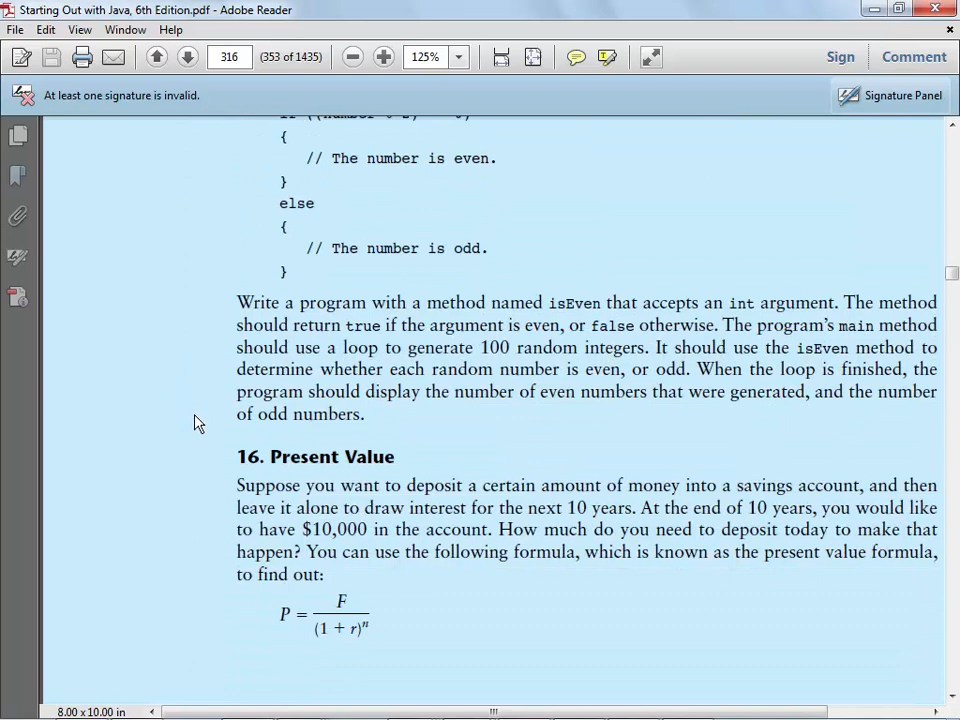 Starting Out with Java, 6th Edition.pdf - Adobe Reader
File Edit View Window Help
316 (353 of 1435) 125% Sign Comment
At least one signature is invalid. Signature Panel
{
// The number is even.
}
else
{
// The number is odd.
}
Write a program with a method named isEven that accepts an int argument. The method
should return true if the argument is even, or false otherwise. The program's main method
should use a loop to generate 100 random integers. It should use the isEven method to
determine whether each random number is even, or odd. When the loop is finished, the
program should display the number of even numbers that were generated, and the number
of odd numbers.
16. Present Value
Suppose you want to deposit a certain amount of money into a savings account, and then
leave it alone to draw interest for the next 10 years. At the end of 10 years, you would like
to have $10,000 in the account. How much do you need to deposit today to make that
happen? You can use the following formula, which is known as the present value formula,
to find out:
F
P =
(1 + r)n
8.00 x 10.00 in